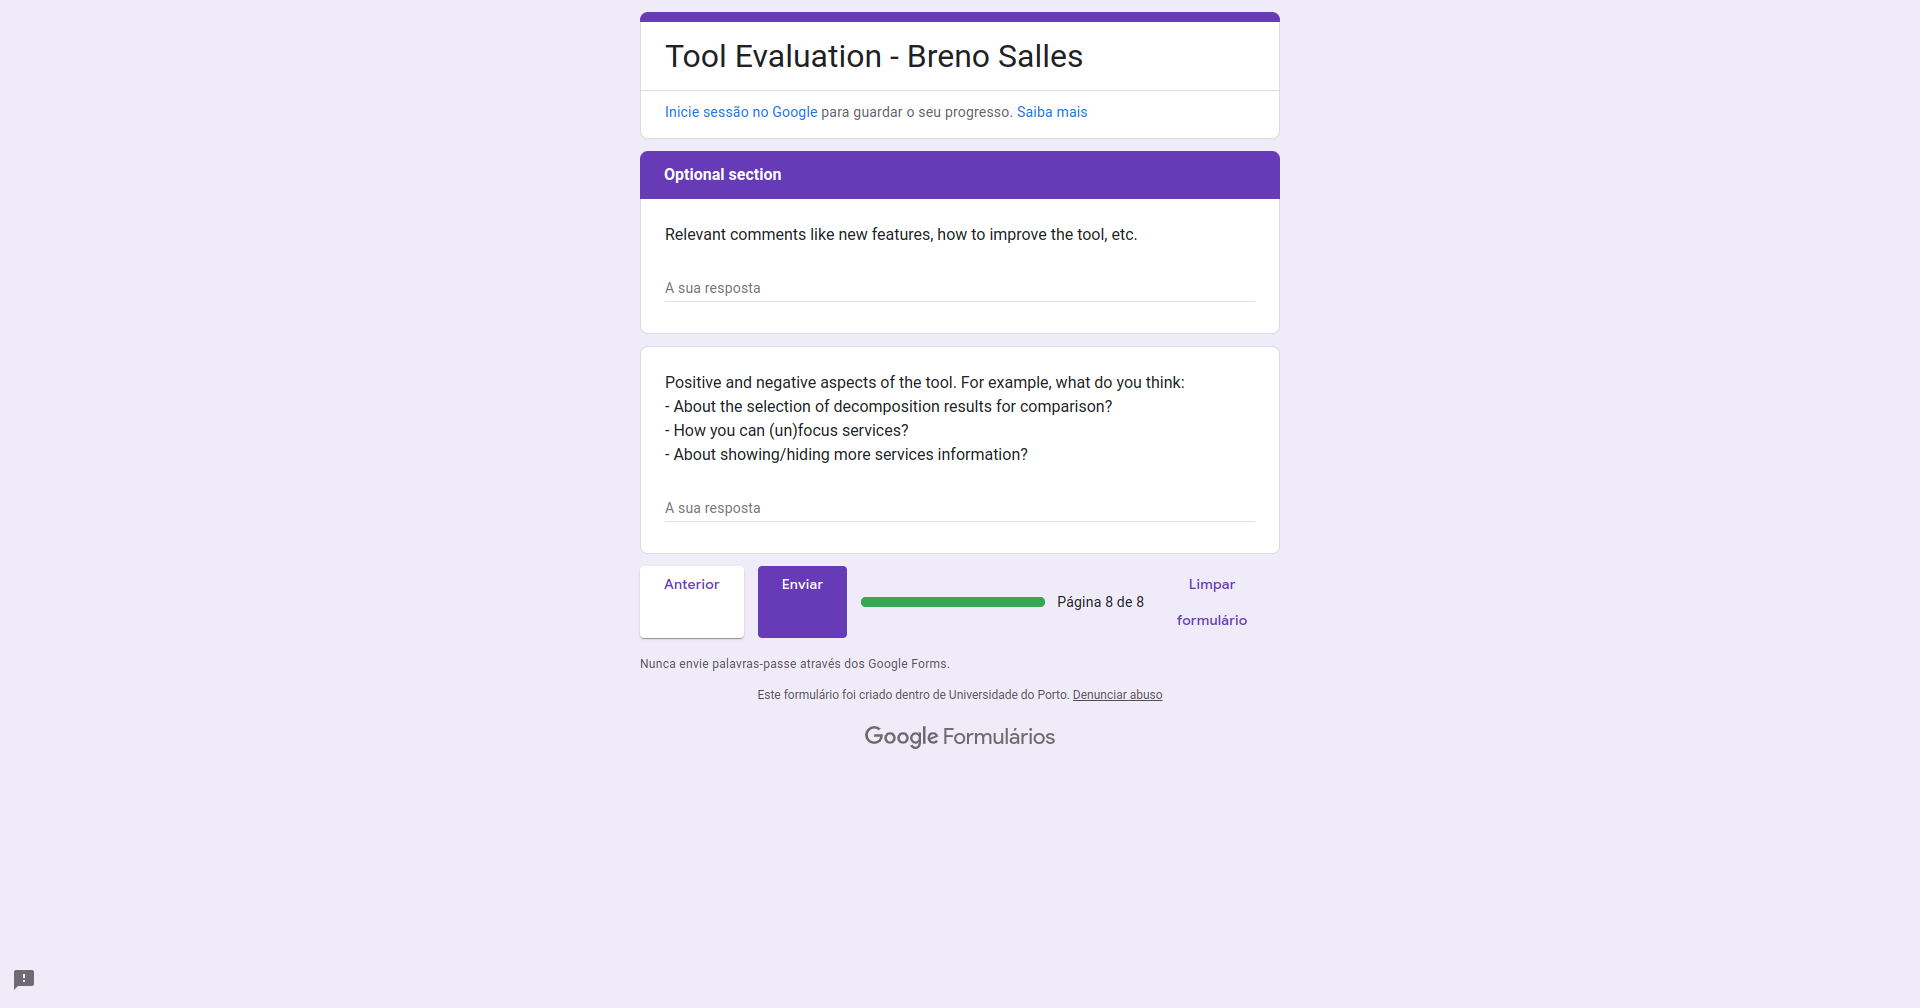 Tool Evaluation - Breno Salles
Inicie sessão no Google para guardar o seu progresso. Saiba mais
Optional section
Relevant comments like new features, how to improve the tool, etc.
A sua resposta
Positive and negative aspects of the tool. For example, what do you think:
- About the selection of decomposition results for comparison?
- How you can (un)focus services?
- About showing/hiding more services information?
A sua resposta
Anterior
Enviar
Página 8 de 8
Limpar
formulário
Nunca envie palavras-passe através dos Google Forms.
Este formulário foi criado dentro de Universidade do Porto. Denunciar abuso
Google Formulários